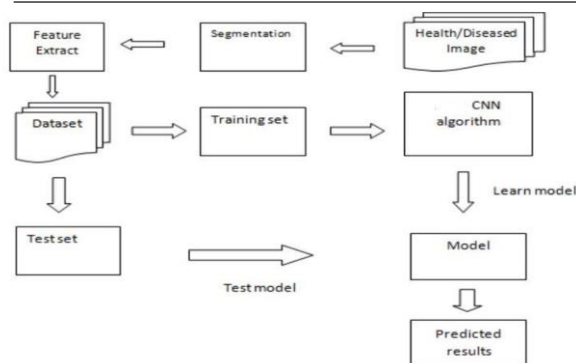 Feature
Extract
Segmentation
Health/Diseased
Image
Dataset
Training set
CNN
algorithm
Learn model
Test set
Test model
Model
Predicted
results